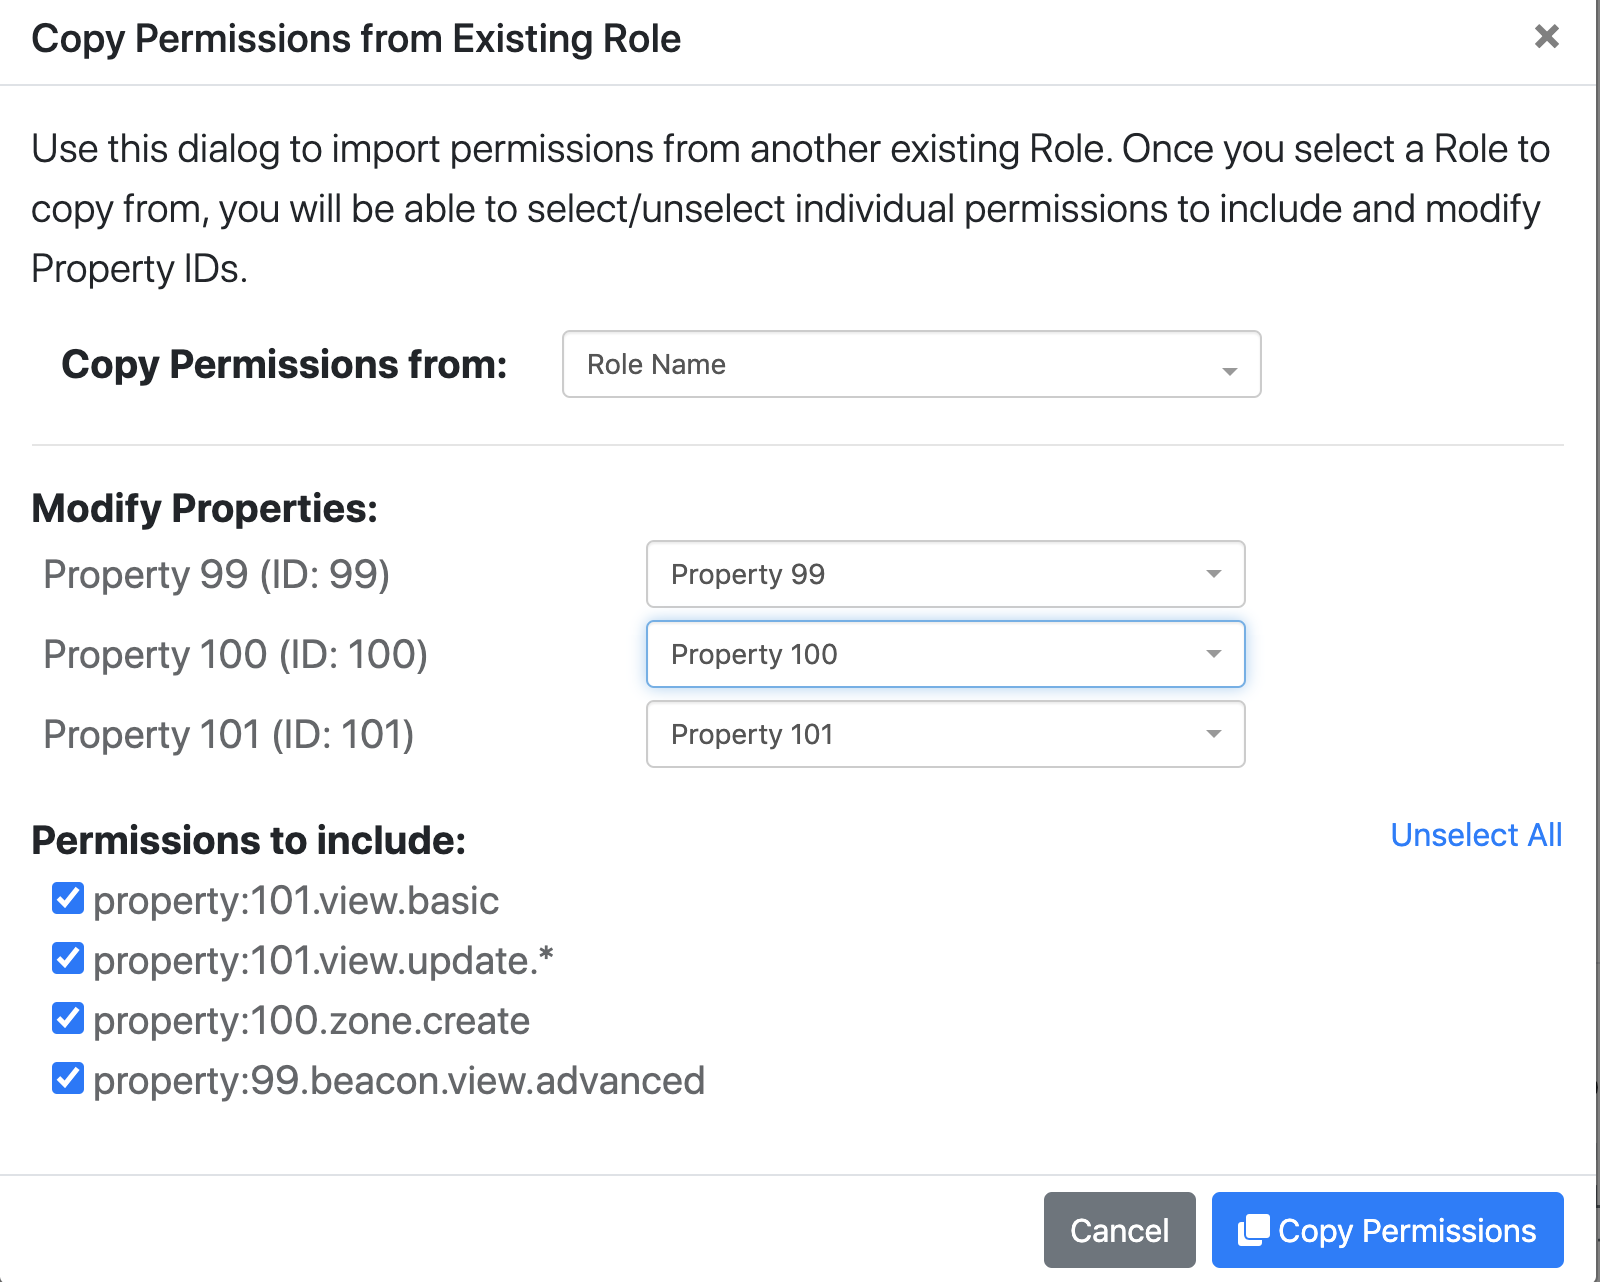 Copy Permissions from Existing Role
Use this dialog to import permissions from another existing Role. Once you select a Role to
copy from, you will be able to select/unselect individual permissions to include and modify
Property IDs.
Copy Permissions from:
Role Name
Modify Properties:
Property 99 (ID: 99)
Property 99
Property 100 (ID: 100)
Property 100
Property 101 (ID: 101)
Property 101
Permissions to include:
Unselect All
property:101.view.basic
property:101.view.update.*
property:100.zone.create
property:99.beacon.view.advanced
Cancel
Copy Permissions